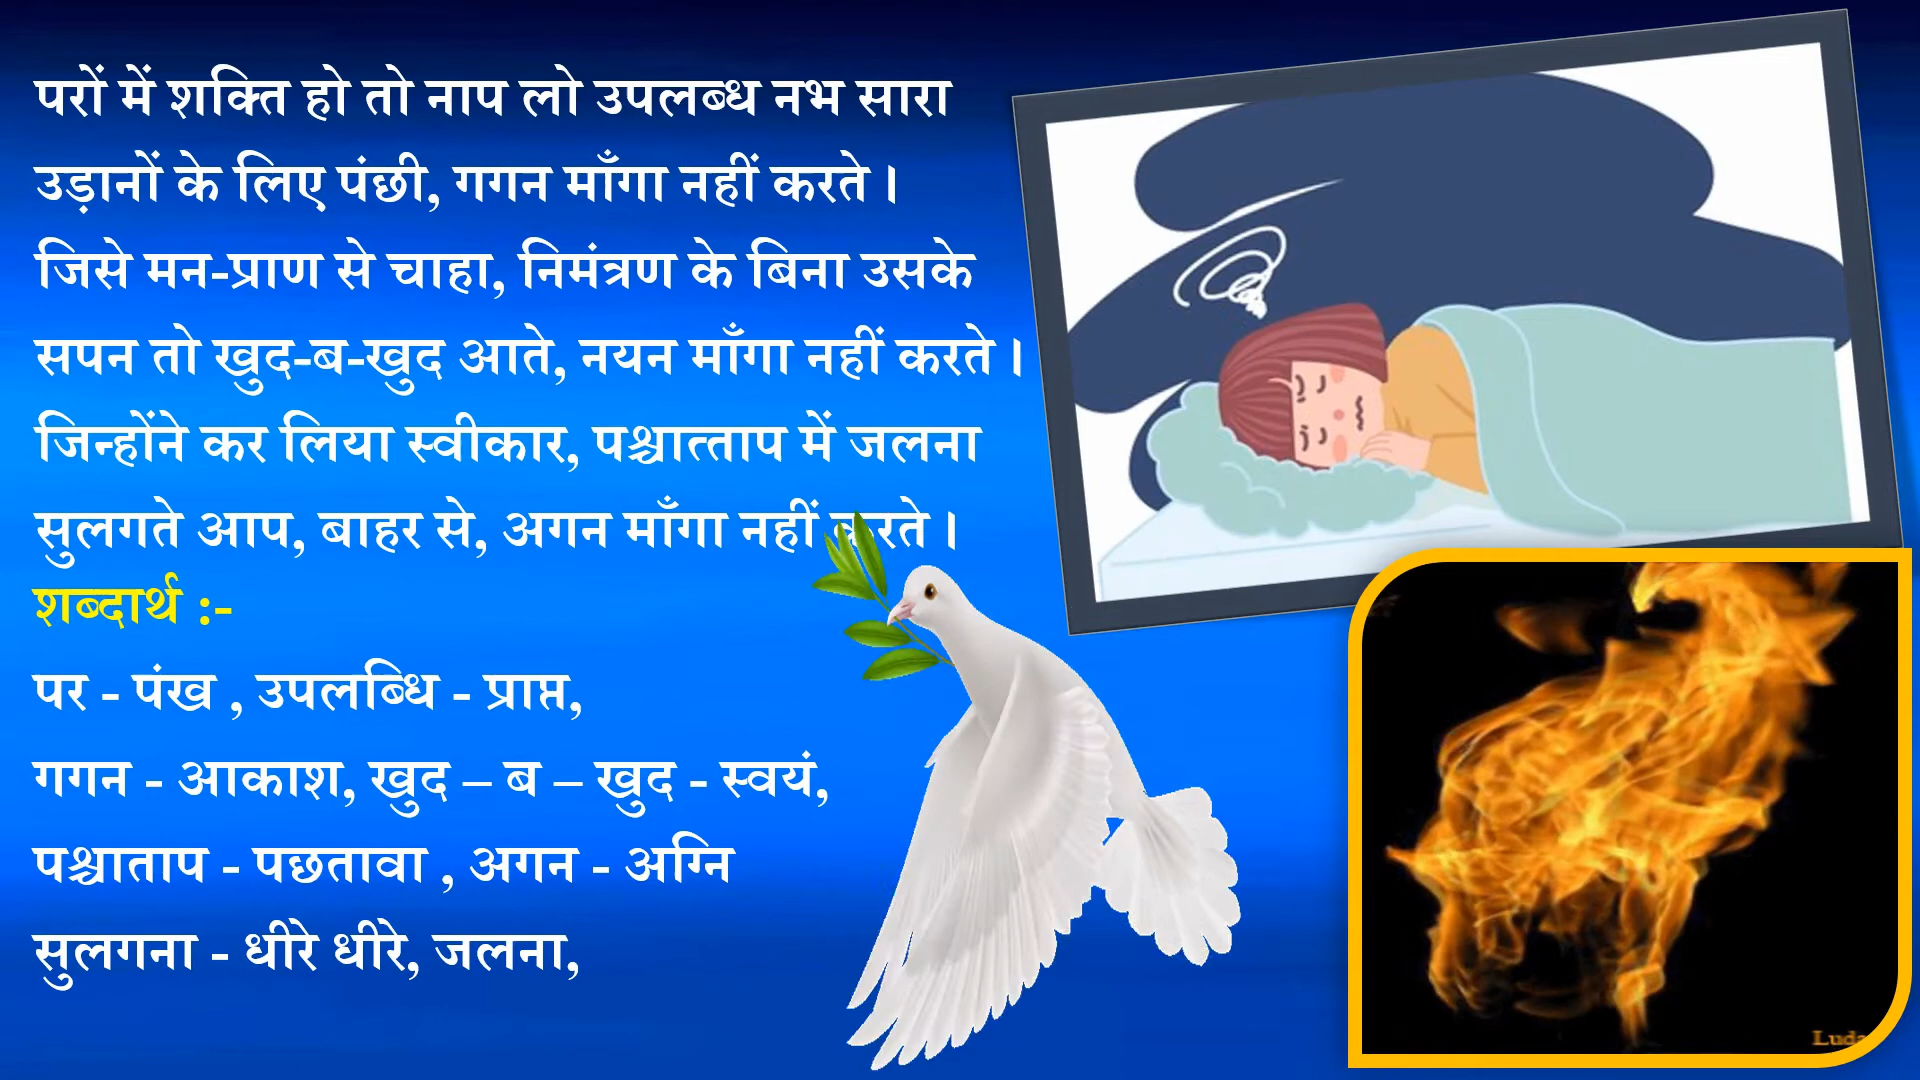 परों में शक्ति हो तो नाप लो उपलब्ध नभ सारा
उड़ानों के लिए पंछी, गगन माँगा नहीं करते ।
जिसे मन-प्राण से चाहा, निमंत्रण के बिना उसके
सपन तो खुद-ब-खुद आते, नयन माँगा नहीं करते ।
जिन्होंने कर लिया स्वीकार, पश्चात्ताप में जलना
सुलगते आप, बाहर से, अगन माँगा नहीं करते ।
शब्दार्थ :-
पर - पंख , उपलब्धि - प्राप्त,
गगन - आकाश, खुद – ब – खुद - स्वयं,
पश्चाताप - पछतावा , अगन - अग्नि
सुलगना - धीरे धीरे, जलना,